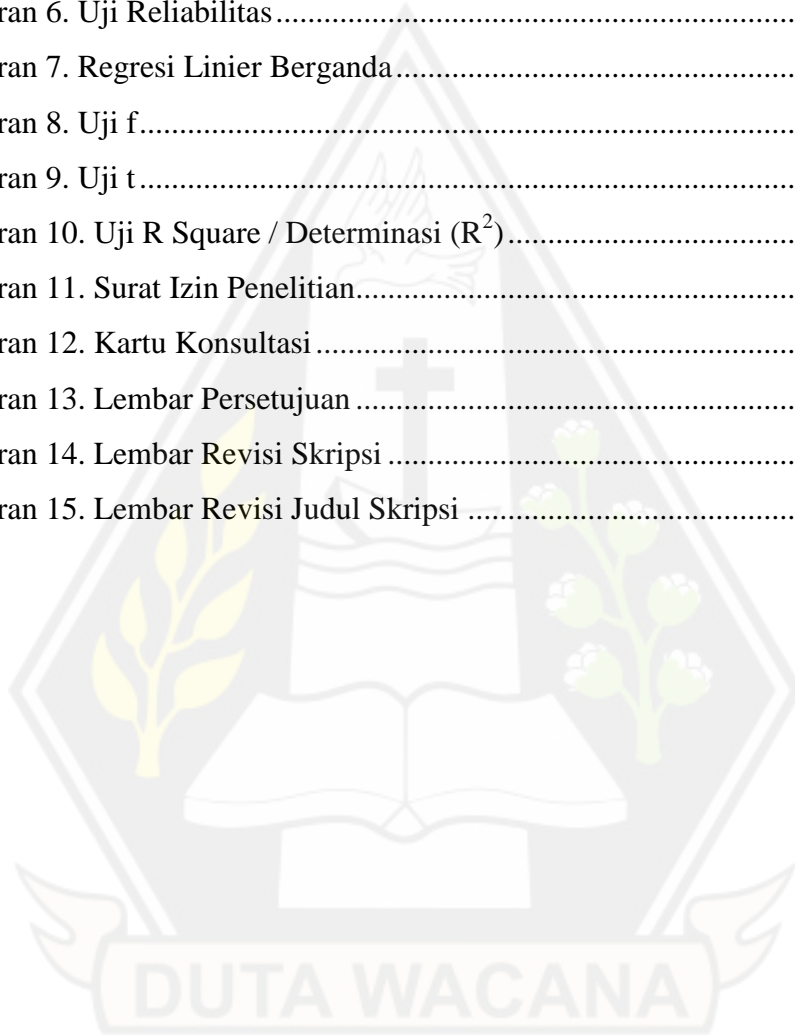 ran 6. Uji Reliabilitas........................................................................
ran 7. Regresi Linier Berganda........................................................
ran 8. Uji f.......................................................................................
ran 9. Uji t.......................................................................................
ran 10. Uji R Square / Determinasi (R²)..........................................
ran 11. Surat Izin Penelitian.............................................................
ran 12. Kartu Konsultasi..................................................................
ran 13. Lembar Persetujuan.............................................................
ran 14. Lembar Revisi Skripsi.........................................................
ran 15. Lembar Revisi Judul Skripsi...............................................
DUTA WACANA